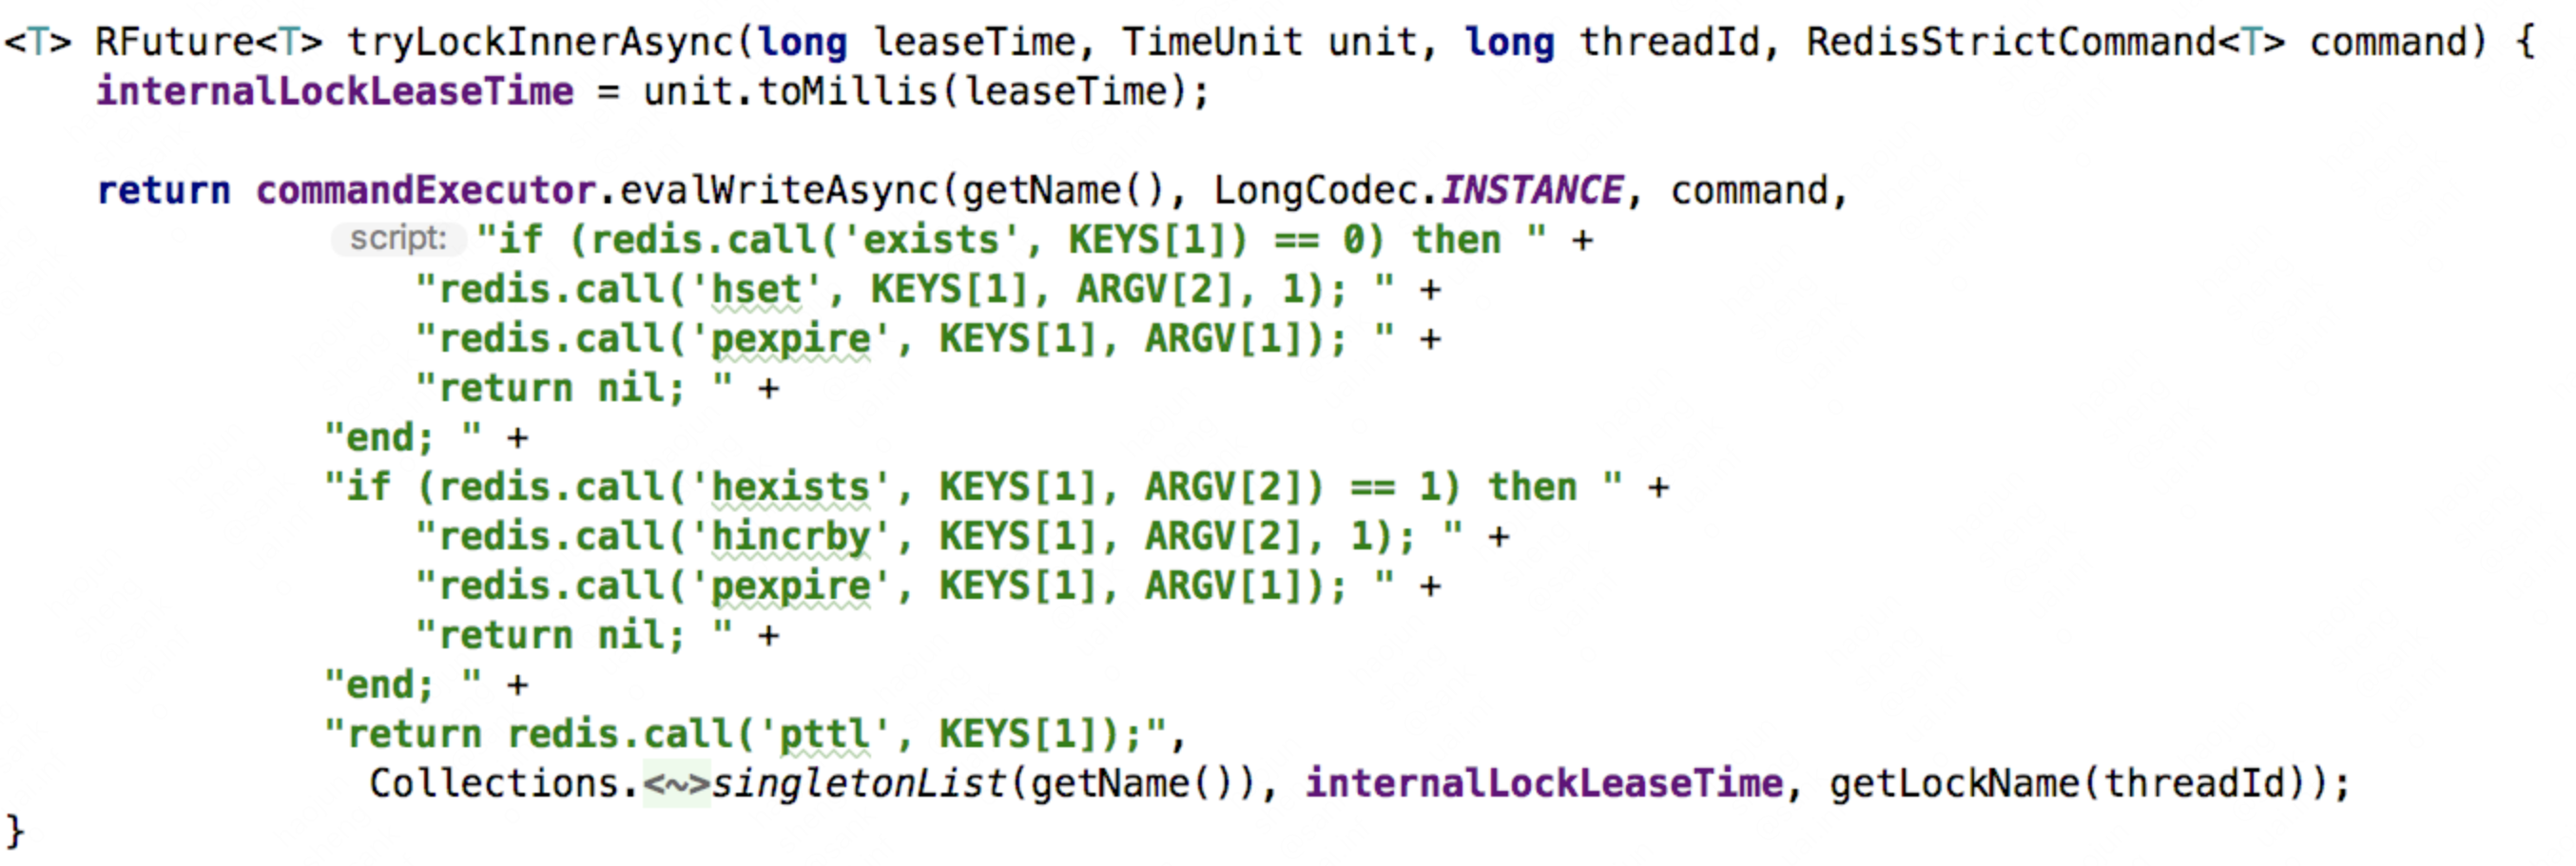 <T> RFuture<T> tryLockInnerAsync(long leaseTime, TimeUnit unit, long threadId, RedisStrictCommand<T> command) {
internalLockLeaseTime = unit.toMillis(leaseTime);
return commandExecutor.evalWriteAsync(getName(), LongCodec.INSTANCE, command,
script: "if (redis.call('exists', KEYS[1]) == 0) then " +
"redis.call('hset', KEYS[1], ARGV[2], 1); " +
"redis.call('pexpire', KEYS[1], ARGV[1]); " +
"return nil; " +
"end; " +
"if (redis.call('hexists', KEYS[1], ARGV[2]) == 1) then " +
"redis.call('hincrby', KEYS[1], ARGV[2], 1); " +
"redis.call('pexpire', KEYS[1], ARGV[1]); " +
"return nil; " +
"end; " +
"return redis.call('pttl', KEYS[1]);",
Collections.<~>singletonList(getName()), internalLockLeaseTime, getLockName(threadId));
}